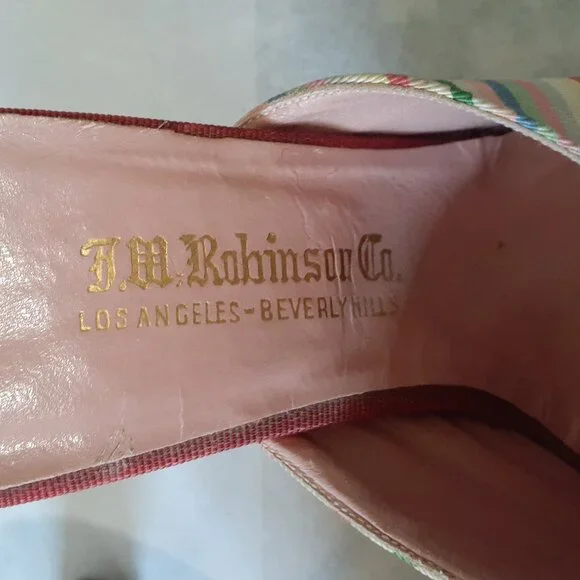 J.W. Robinson Co.
LOS ANGELES - BEVERLY HILLS